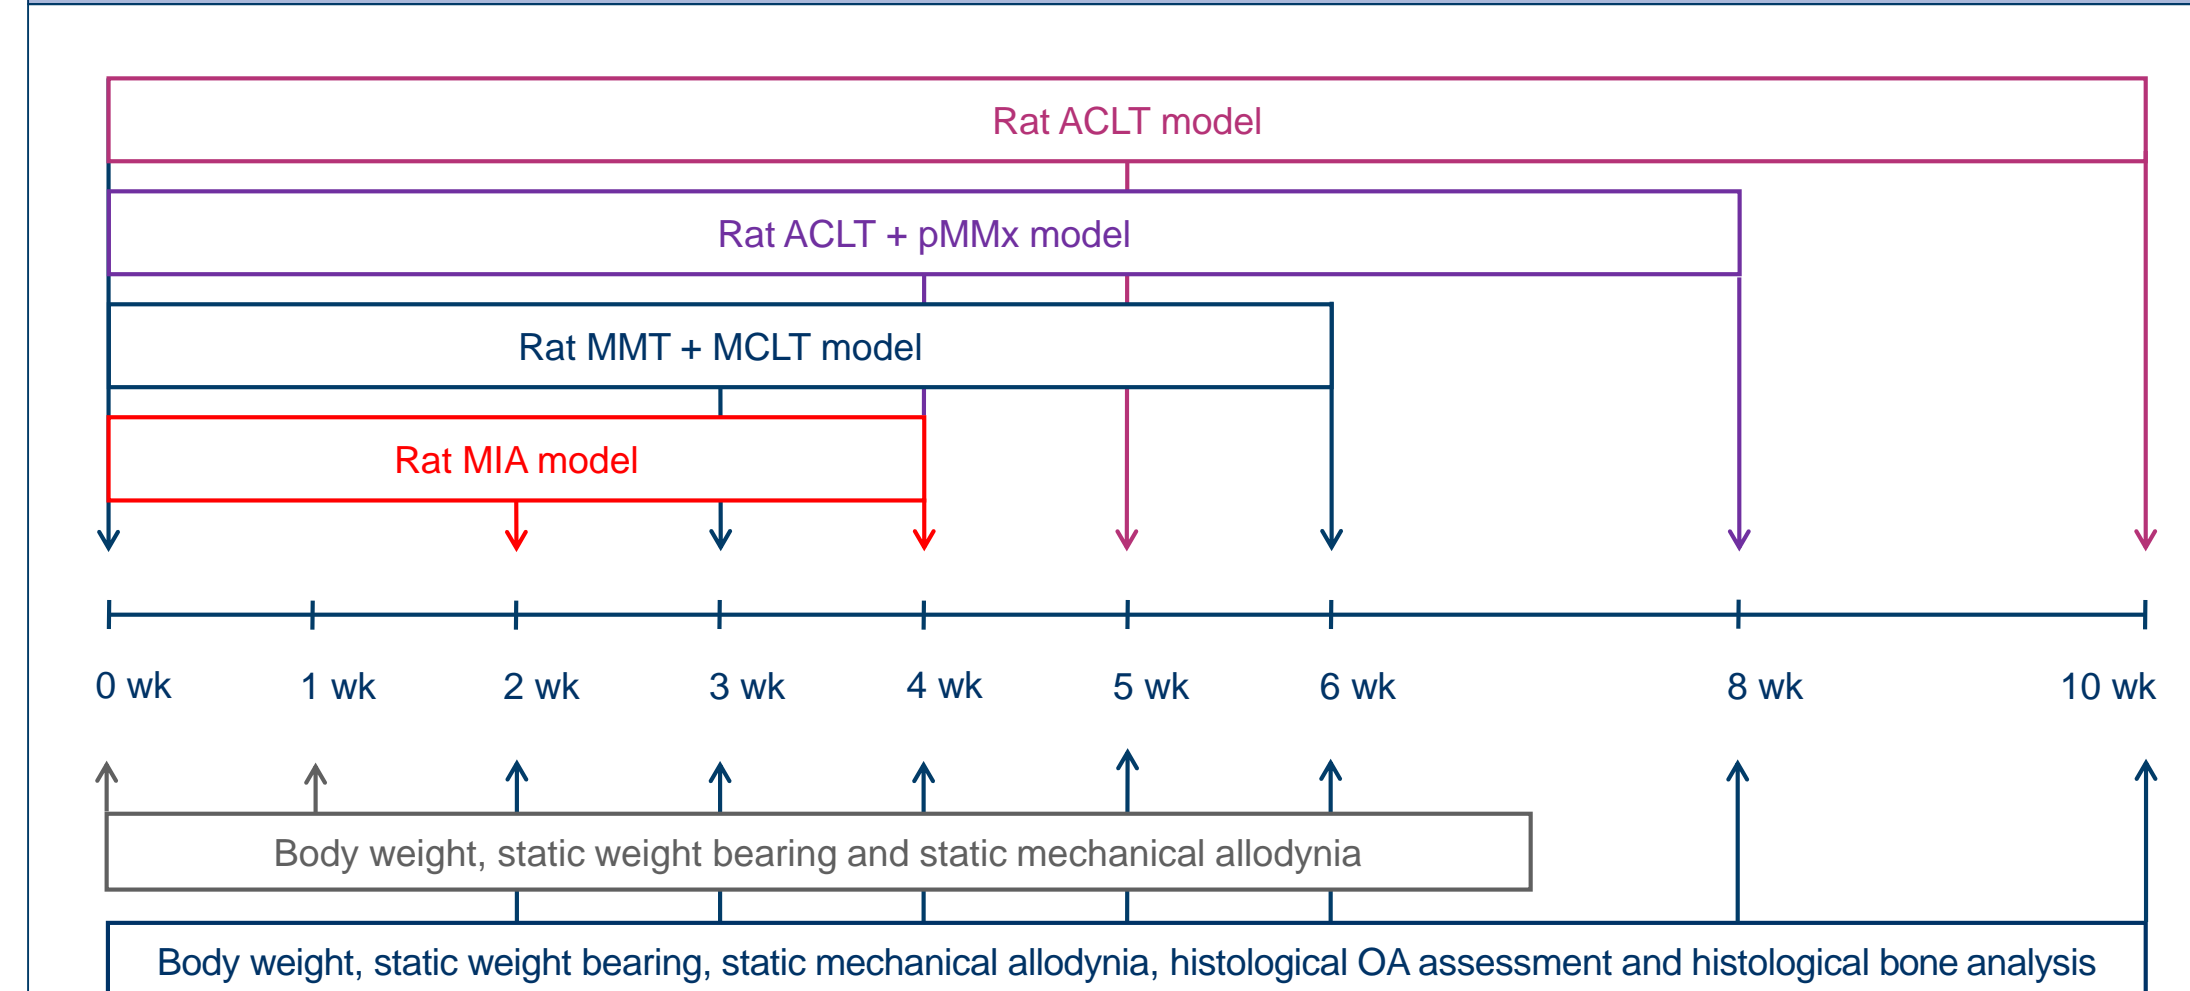 Rat ACLT model
Rat ACLT + pMMx model
Rat MMT + MCLT model
Rat MIA model
0 wk 1 wk 2 wk 3 wk 4 wk 5 wk 6 wk 8 wk 10 wk
Body weight, static weight bearing and static mechanical allodynia
Body weight, static weight bearing, static mechanical allodynia, histological OA assessment and histological bone analysis